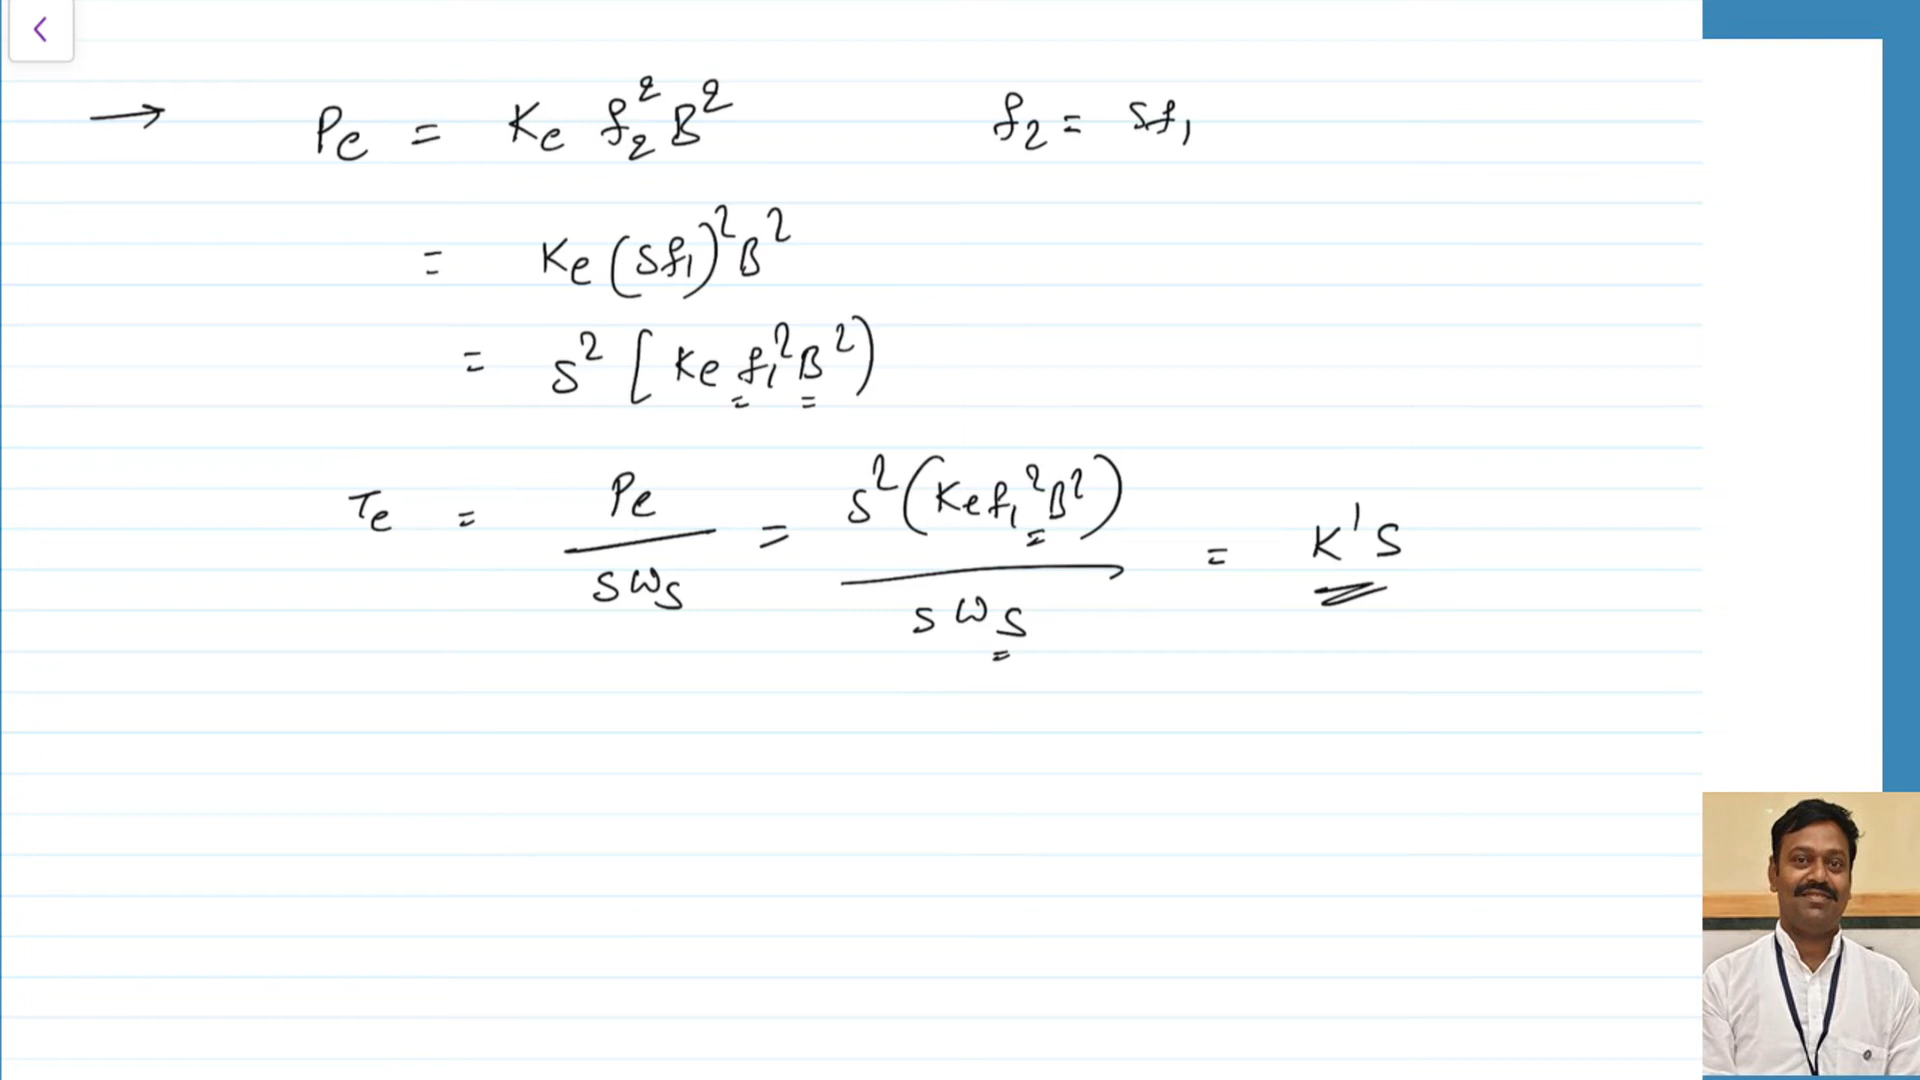 → Pe = Ke f₂² B² f₂ = sf₁
= Ke (sf₁)² B²
= s² [Ke f₁² B²)
Te = Pe / sωs = s² (Ke f₁² B²) / sωs = K's